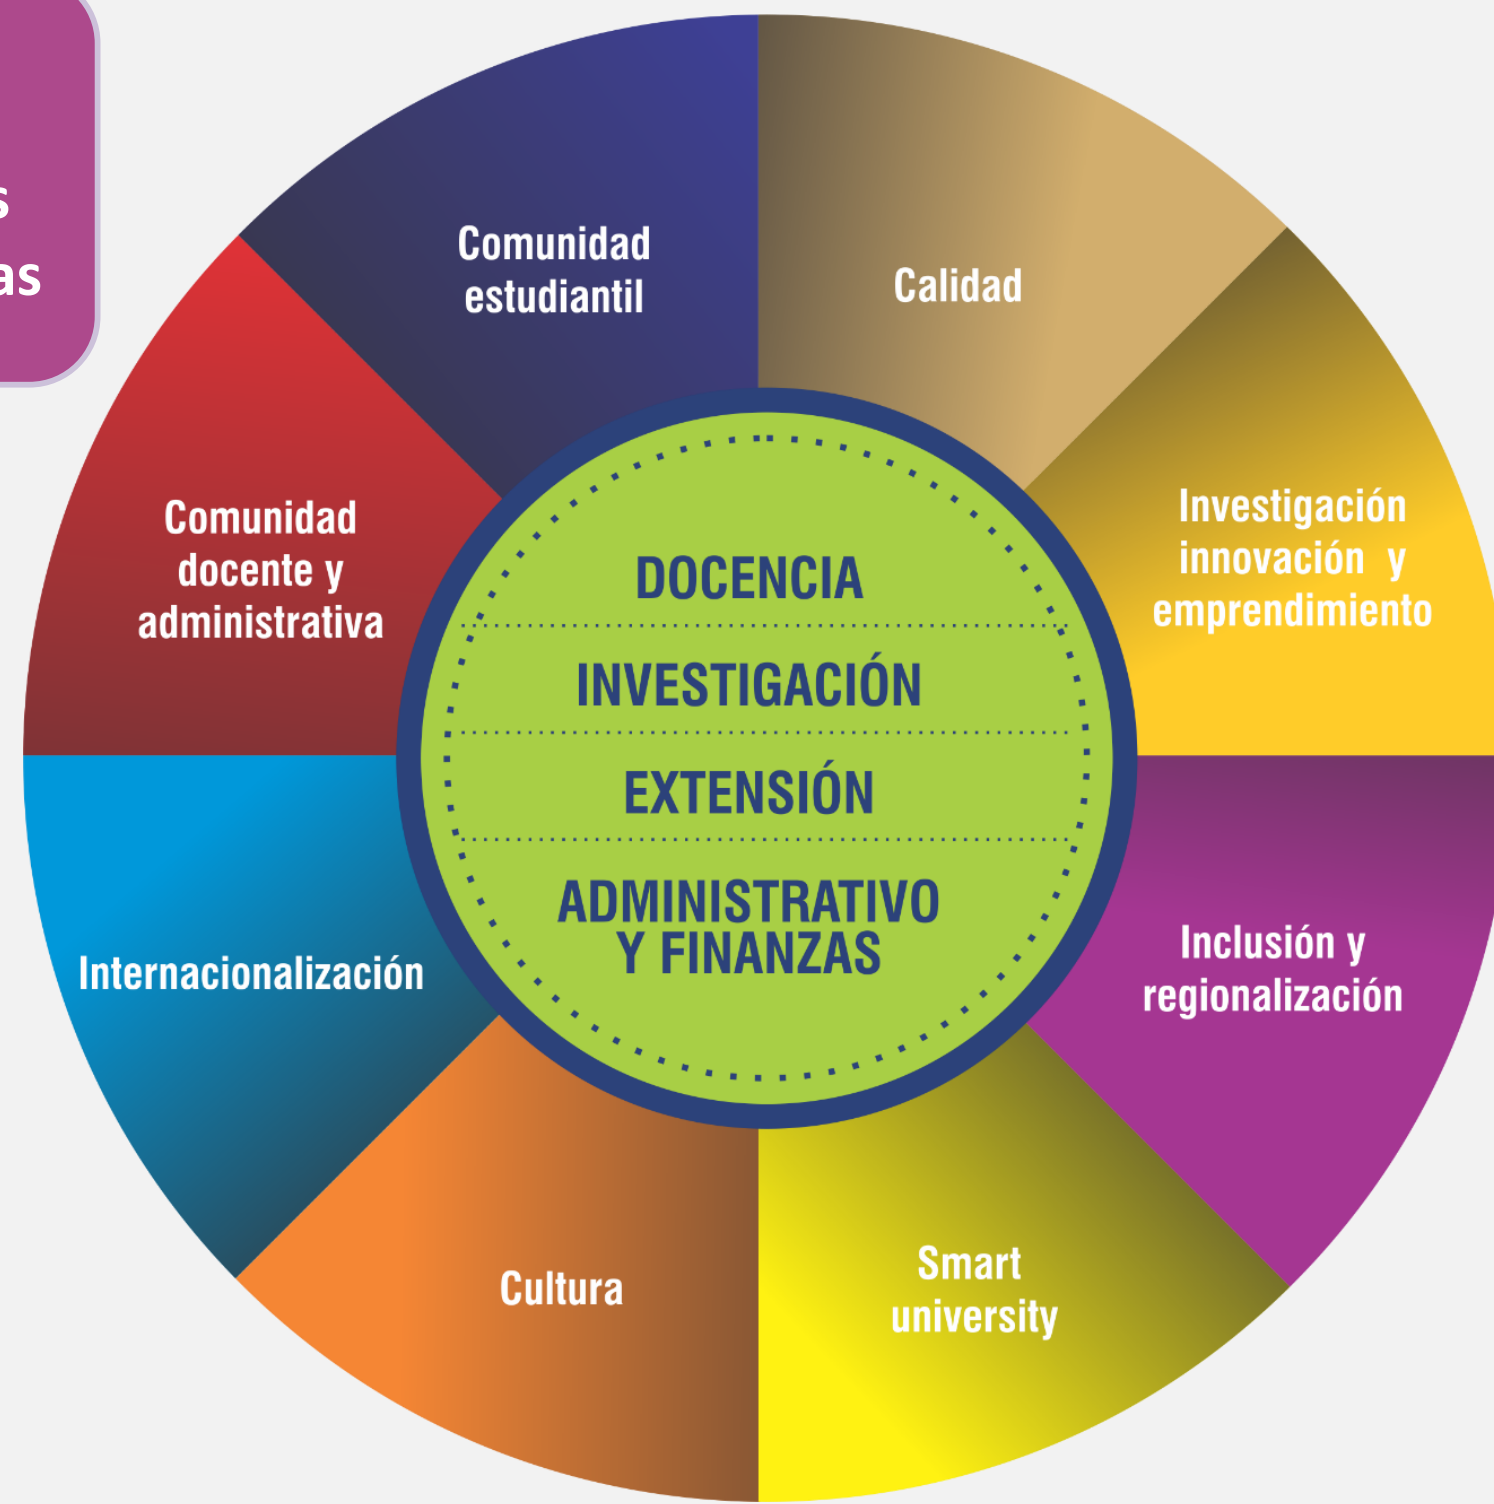 Comunidad
estudiantil
Calidad
Investigación
innovación y
emprendimiento
Inclusión y
regionalización
Smart
university
Cultura
Internacionalización
Comunidad
docente y
administrativa
DOCENCIA
INVESTIGACIÓN
EXTENSIÓN
ADMINISTRATIVO
Y FINANZAS